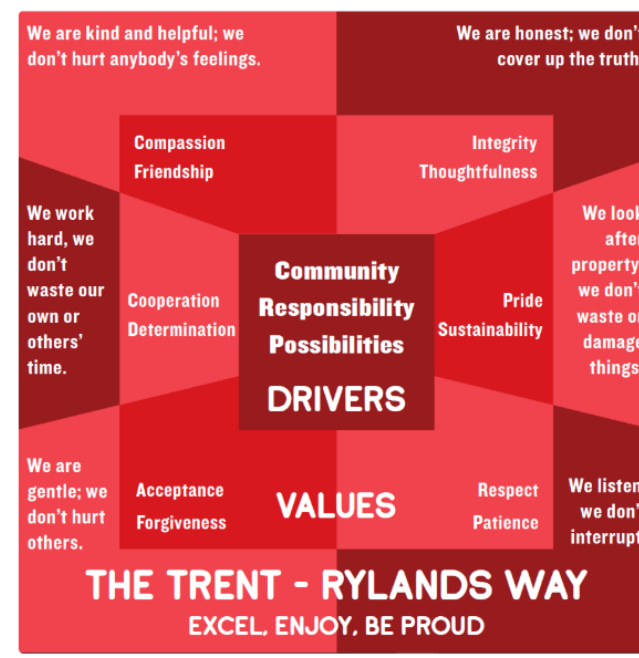 We are kind and helpful; we
don't hurt anybody's feelings.
We are honest; we don't
cover up the truth
Compassion
Friendship
Integrity
Thoughtfulness
We work
hard, we
don't
waste our
own or
others'
time.
Cooperation
Determination
Community
Responsibility
Possibilities
DRIVERS
Pride
Sustainability
We look
after
property
we don't
waste or
damage
things
We are
gentle; we
don't hurt
others.
Acceptance
Forgiveness
VALUES
Respect
Patience
We listen
we don'
interrupt
THE TRENT - RYLANDS WAY
EXCEL, ENJOY, BE PROUD